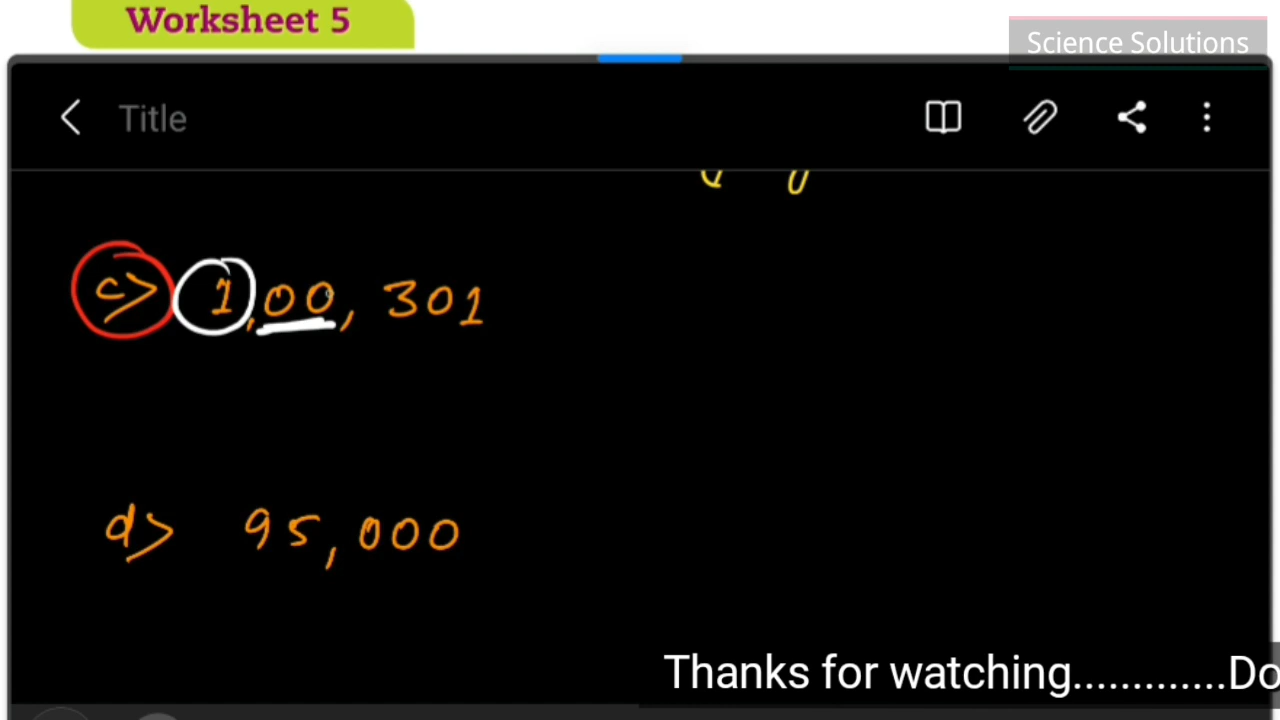 Worksheet 5
Science Solutions
Title
c> 1,00,301
d> 95,000
Thanks for watching.............Do